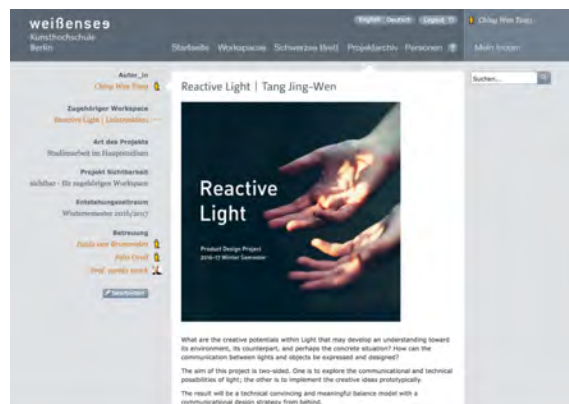 weißensee
Kunsthochschule
Berlin
English Deutsch Logout
Startseite Workspaces Schwarzes Brett Projektarchiv Personen
Mein Incom
Suchen...
Autor_in
Zugehöriger Workspace
Reactive Light |
Art des Projekts
Studienarbeit im Hauptstudium
Projekt Sichtbarkeit
sichtbar - für zugehörigen Workspace
Entstehungszeitraum
Wintersemester 2016/2017
Betreuung
Reactive Light | Tang Jing-Wen
Reactive
Light
Product Design Project
2016-17 Winter Semester
What are the creative potentials within Light that may develop an understanding toward
its environment, its counterpart, and perhaps the concrete situation? How can the
communication between lights and objects be expressed and designed?
The aim of this project is two-sided. One is to explore the communicational and technical
possibilities of light; the other is to implement the creative ideas prototypically.
The result will be a technical convincing and meaningful balance model with a
communicational design strategy from behind.